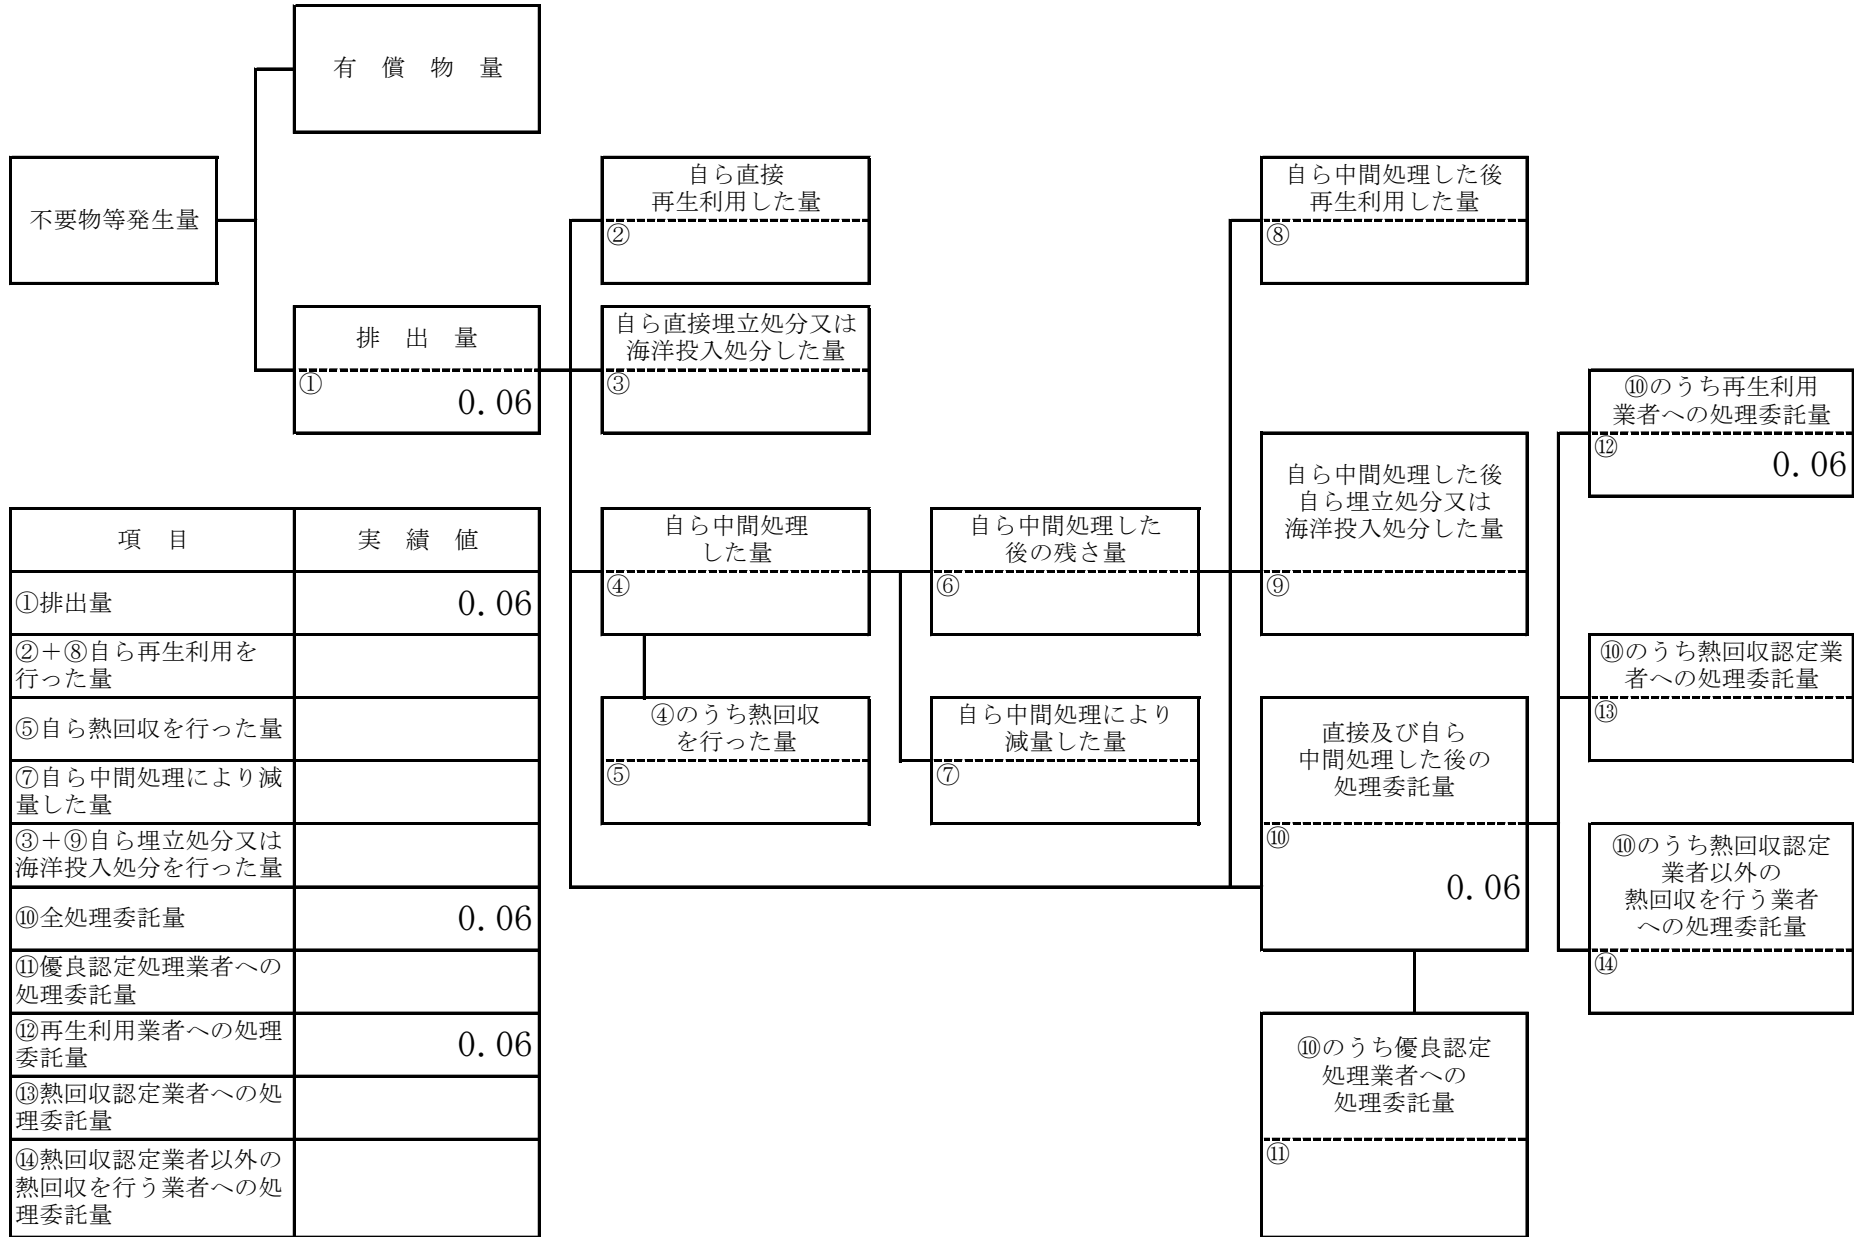 有　償　物　量
不要物等発生量
排　出　量
①
0.06
自ら直接
再生利用した量
②
自ら直接埋立処分又は
海洋投入処分した量
③
自ら中間処理
した量
④
④のうち熱回収
を行った量
⑤
自ら中間処理した
後の残さ量
⑥
自ら中間処理により
減量した量
⑦
自ら中間処理した後
再生利用した量
⑧
自ら中間処理した後
自ら埋立処分又は
海洋投入処分した量
⑨
直接及び自ら
中間処理した後の
処理委託量
⑩
0.06
⑩のうち優良認定
処理業者への
処理委託量
⑪
⑩のうち再生利用
業者への処理委託量
⑫
0.06
⑩のうち熱回収認定業
者への処理委託量
⑬
⑩のうち熱回収認定
業者以外の
熱回収を行う業者
への処理委託量
⑭
項　目　実　績　値
①排出量 0.06
②＋⑧自ら再生利用を
行った量
⑤自ら熱回収を行った量
⑦自ら中間処理により減
量した量
③＋⑨自ら埋立処分又は
海洋投入処分を行った量
⑩全処理委託量 0.06
⑪優良認定処理業者への
処理委託量
⑫再生利用業者への処理
委託量 0.06
⑬熱回収認定業者への処
理委託量
⑭熱回収認定業者以外の
熱回収を行う業者への処
理委託量